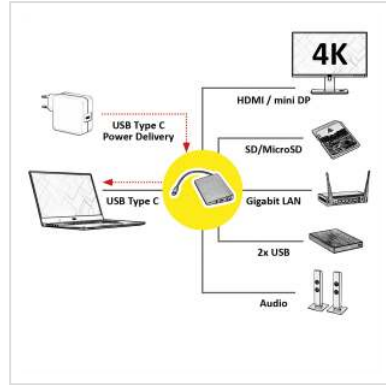 4K
HDMI / mini DP
USB Type C
Power Delivery
SD/MicroSD
USB Type C
Gigabit LAN
2x USB
Audio